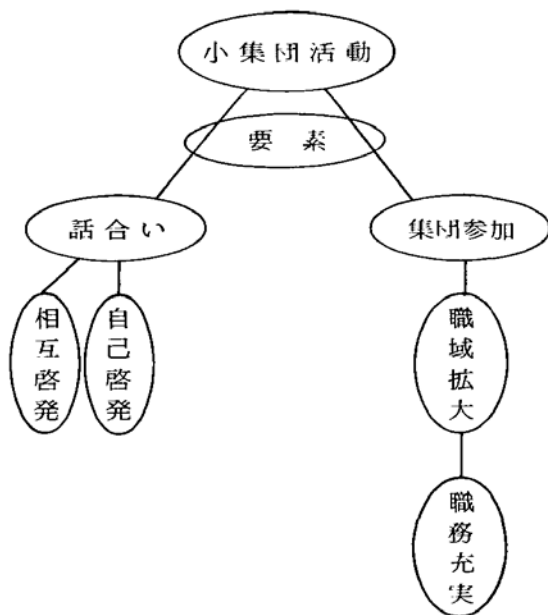 小集団活動
要素
話合い
集団参加
相互啓発
自己啓発
職域拡大
職務充実